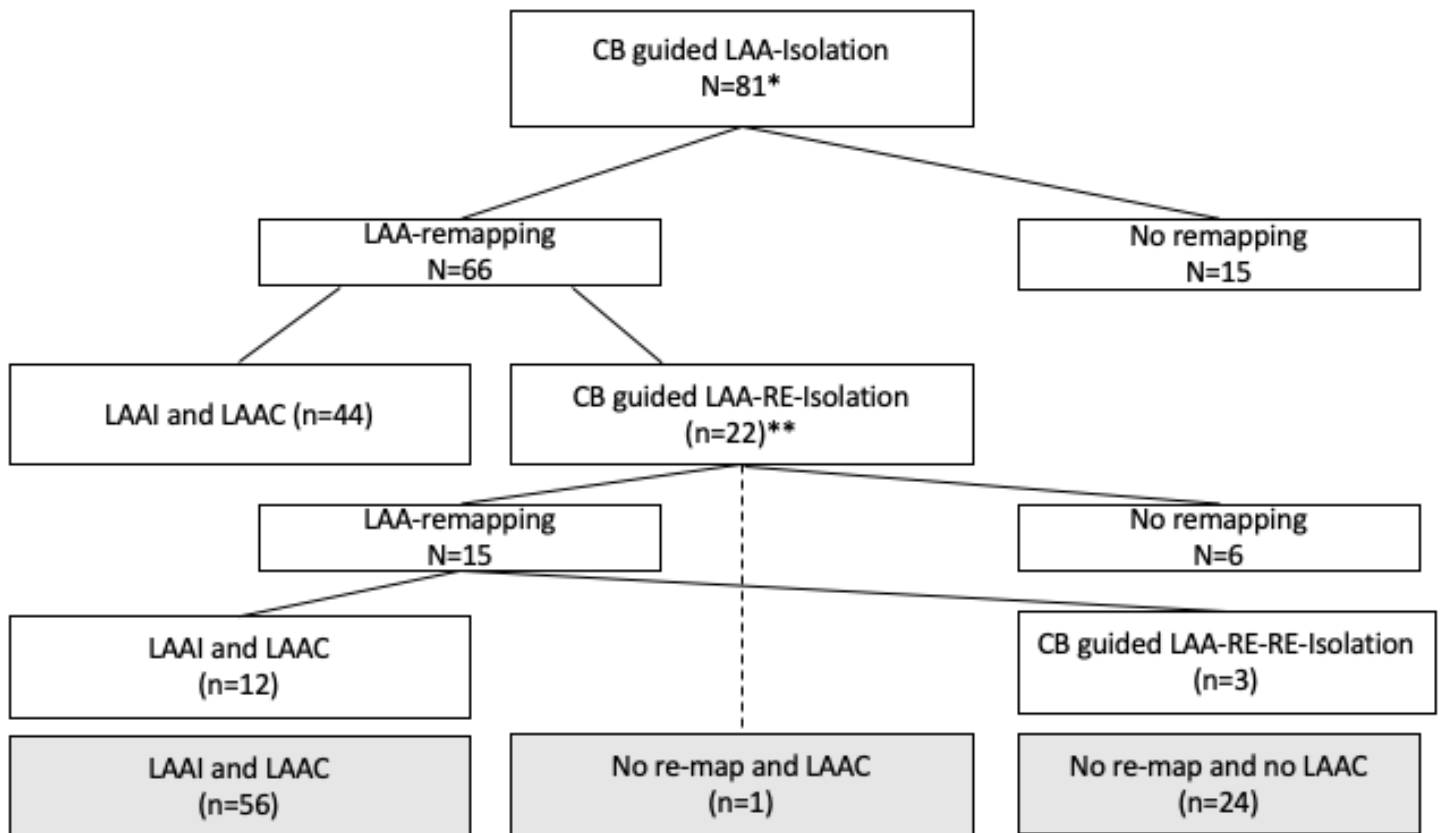 CB guided LAA-Isolation
N=81*
LAA-remapping
N=66
No remapping
N=15
LAAI and LAAC (n=44)
CB guided LAA-RE-Isolation
(n=22)**
LAA-remapping
N=15
No remapping
N=6
LAAI and LAAC
(n=12)
CB guided LAA-RE-RE-Isolation
(n=3)
LAAI and LAAC
(n=56)
No re-map and LAAC
(n=1)
No re-map and no LAAC
(n=24)